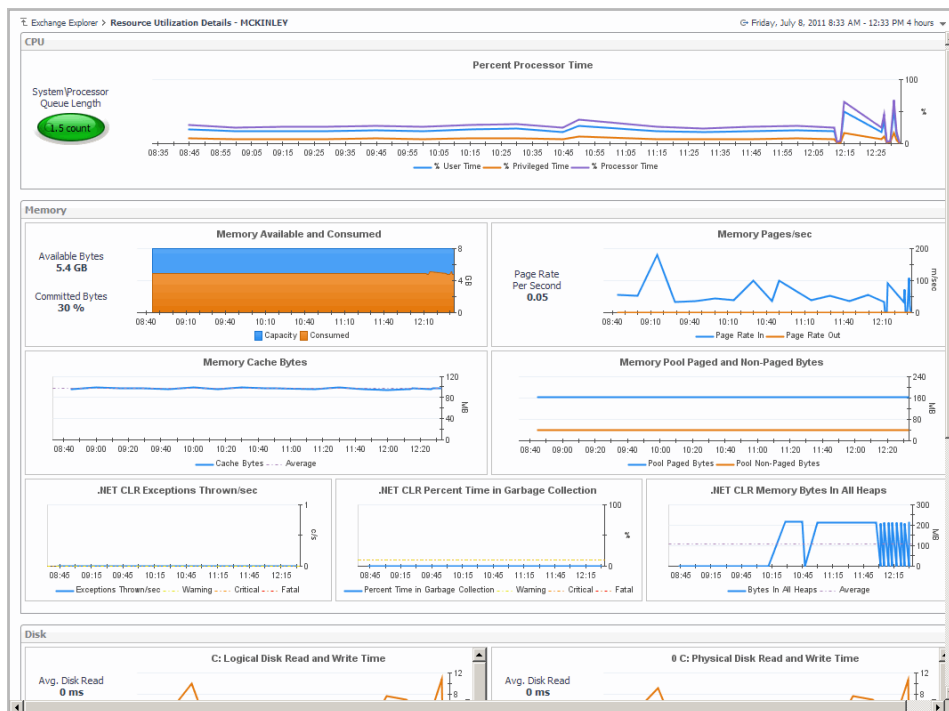 Exchange Explorer > Resource Utilization Details - MCKINLEY
Friday, July 8, 2011 8:33 AM - 12:33 PM 4 hours
CPU
Percent Processor Time
System\Processor
Queue Length
1.5 count
100
%
0
08:35 08:45 08:55 09:05 09:15 09:25 09:35 09:45 09:55 10:05 10:15 10:25 10:35 10:45 10:55 11:05 11:15 11:25 11:35 11:45 11:55 12:05 12:15 12:25
% User Time % Privileged Time % Processor Time
Memory
Memory Available and Consumed
Available Bytes
5.4 GB
Committed Bytes
30 %
8
GB
4
0
08:40 09:10 09:40 10:10 10:40 11:10 11:40 12:10
Capacity Consumed
Memory Pages/sec
Page Rate
Per Second
0.05
200
m/sec
100
0
08:40 09:10 09:40 10:10 10:40 11:10 11:40 12:10
Page Rate In Page Rate Out
Memory Cache Bytes
120
80
MB
40
0
08:40 09:00 09:20 09:40 10:00 10:20 10:40 11:00 11:20 11:40 12:00 12:20
Cache Bytes Average
Memory Pool Paged and Non-Paged Bytes
240
160
MB
80
0
08:40 09:00 09:20 09:40 10:00 10:20 10:40 11:00 11:20 11:40 12:00 12:20
Pool Paged Bytes Pool Non-Paged Bytes
.NET CLR Exceptions Thrown/sec
1
c/s
0
08:45 09:15 09:45 10:15 10:45 11:15 11:45 12:15
Exceptions Thrown/sec Warning Critical Fatal
.NET CLR Percent Time in Garbage Collection
100
%
0
08:45 09:15 09:45 10:15 10:45 11:15 11:45 12:15
Percent Time in Garbage Collection Warning Critical Fatal
.NET CLR Memory Bytes In All Heaps
300
200
MB
100
0
08:45 09:15 09:45 10:15 10:45 11:15 11:45 12:15
Bytes In All Heaps Average
Disk
C: Logical Disk Read and Write Time
Avg. Disk Read
0 ms
12
8
0 C: Physical Disk Read and Write Time
Avg. Disk Read
0 ms
12
8